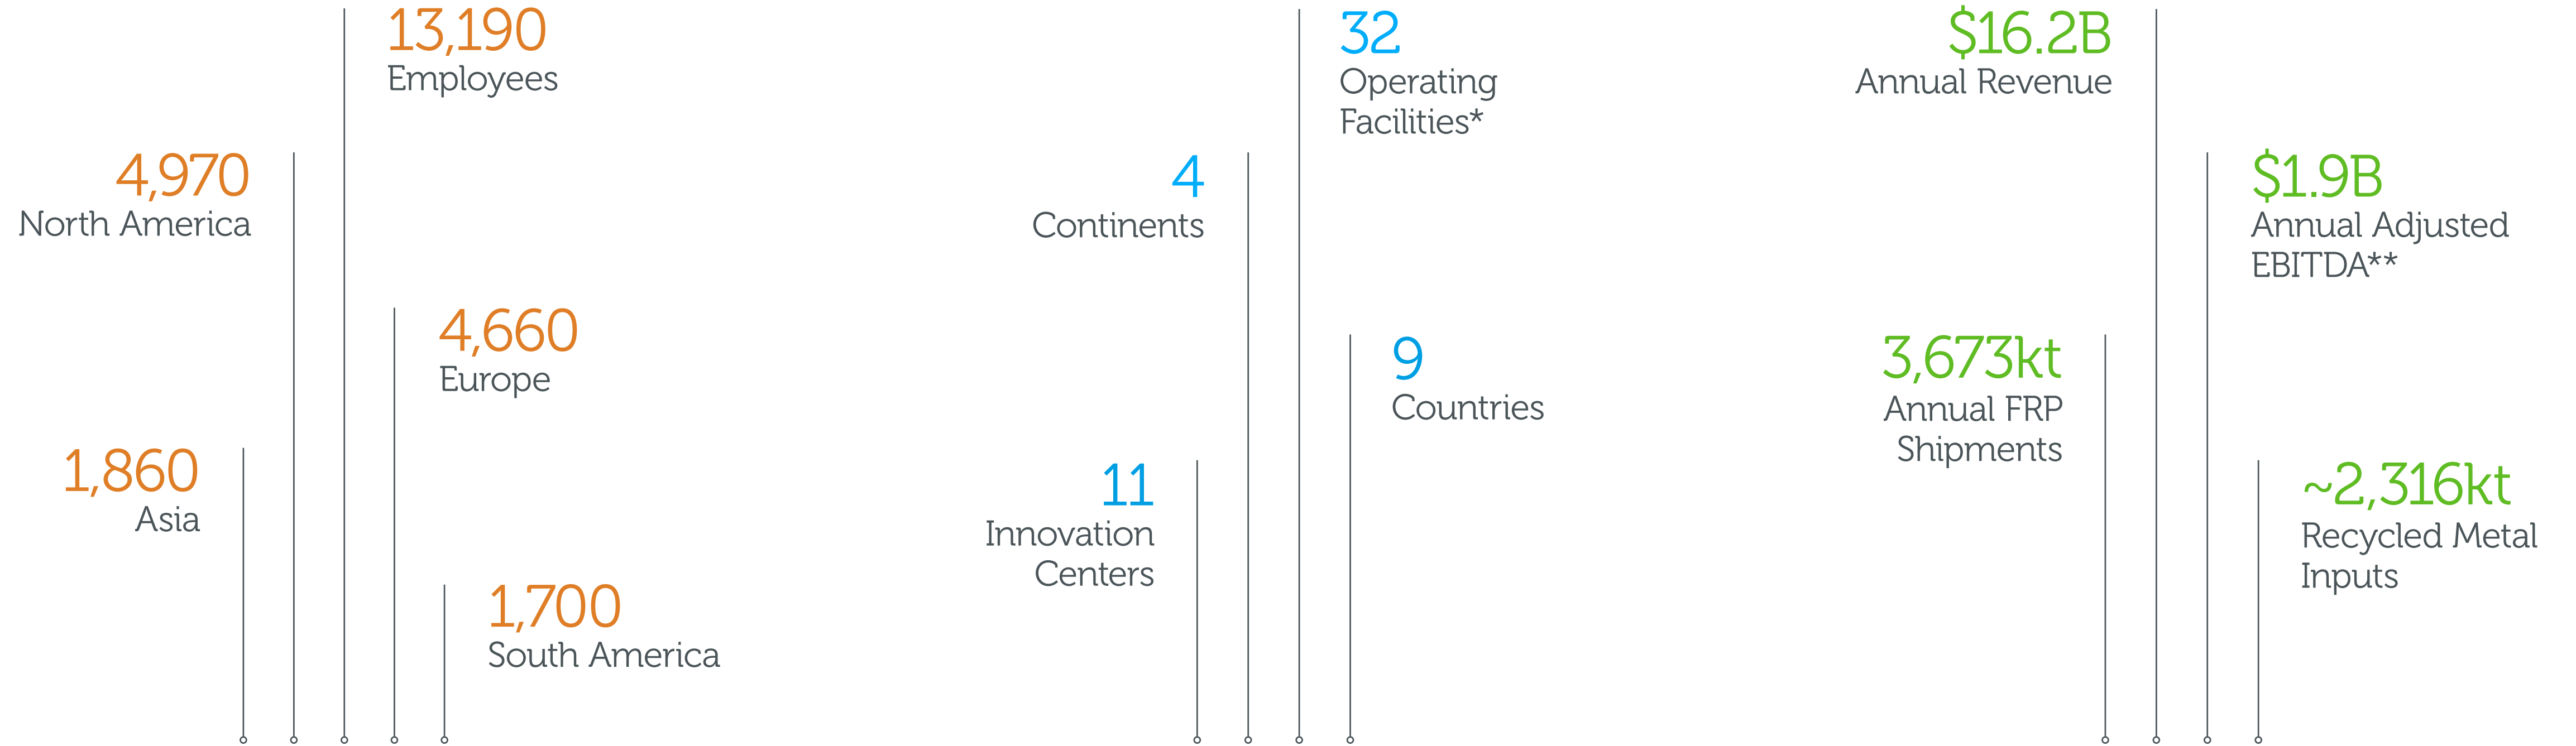 13,190
Employees
4,970
North America
4,660
Europe
1,860
Asia
1,700
South America
32
Operating
Facilities*
4
Continents
9
Countries
11
Innovation
Centers
$16.2B
Annual Revenue
$1.9B
Annual Adjusted
EBITDA**
3,673kt
Annual FRP
Shipments
~2,316kt
Recycled Metal
Inputs